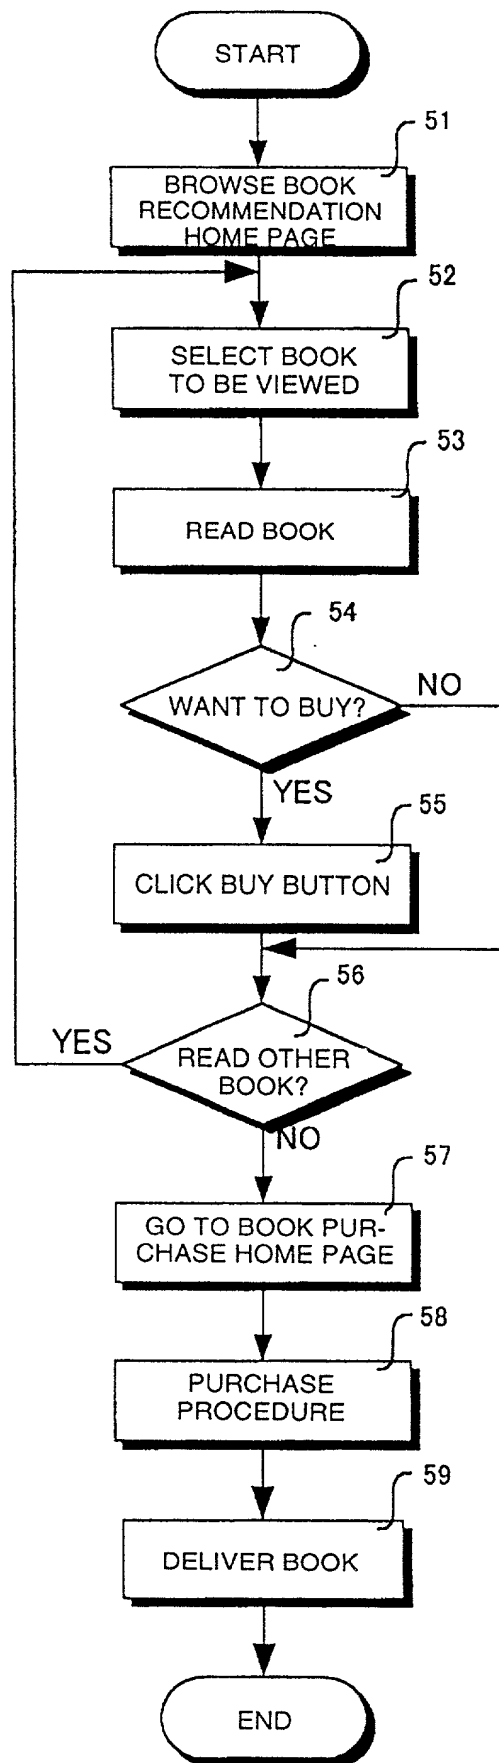 START
51
BROWSE BOOK
RECOMMENDATION
HOME PAGE
52
SELECT BOOK
TO BE VIEWED
53
READ BOOK
54
WANT TO BUY?
NO
YES
55
CLICK BUY BUTTON
56
YES
READ OTHER
BOOK?
NO
57
GO TO BOOK PUR-
CHASE HOME PAGE
58
PURCHASE
PROCEDURE
59
DELIVER BOOK
END